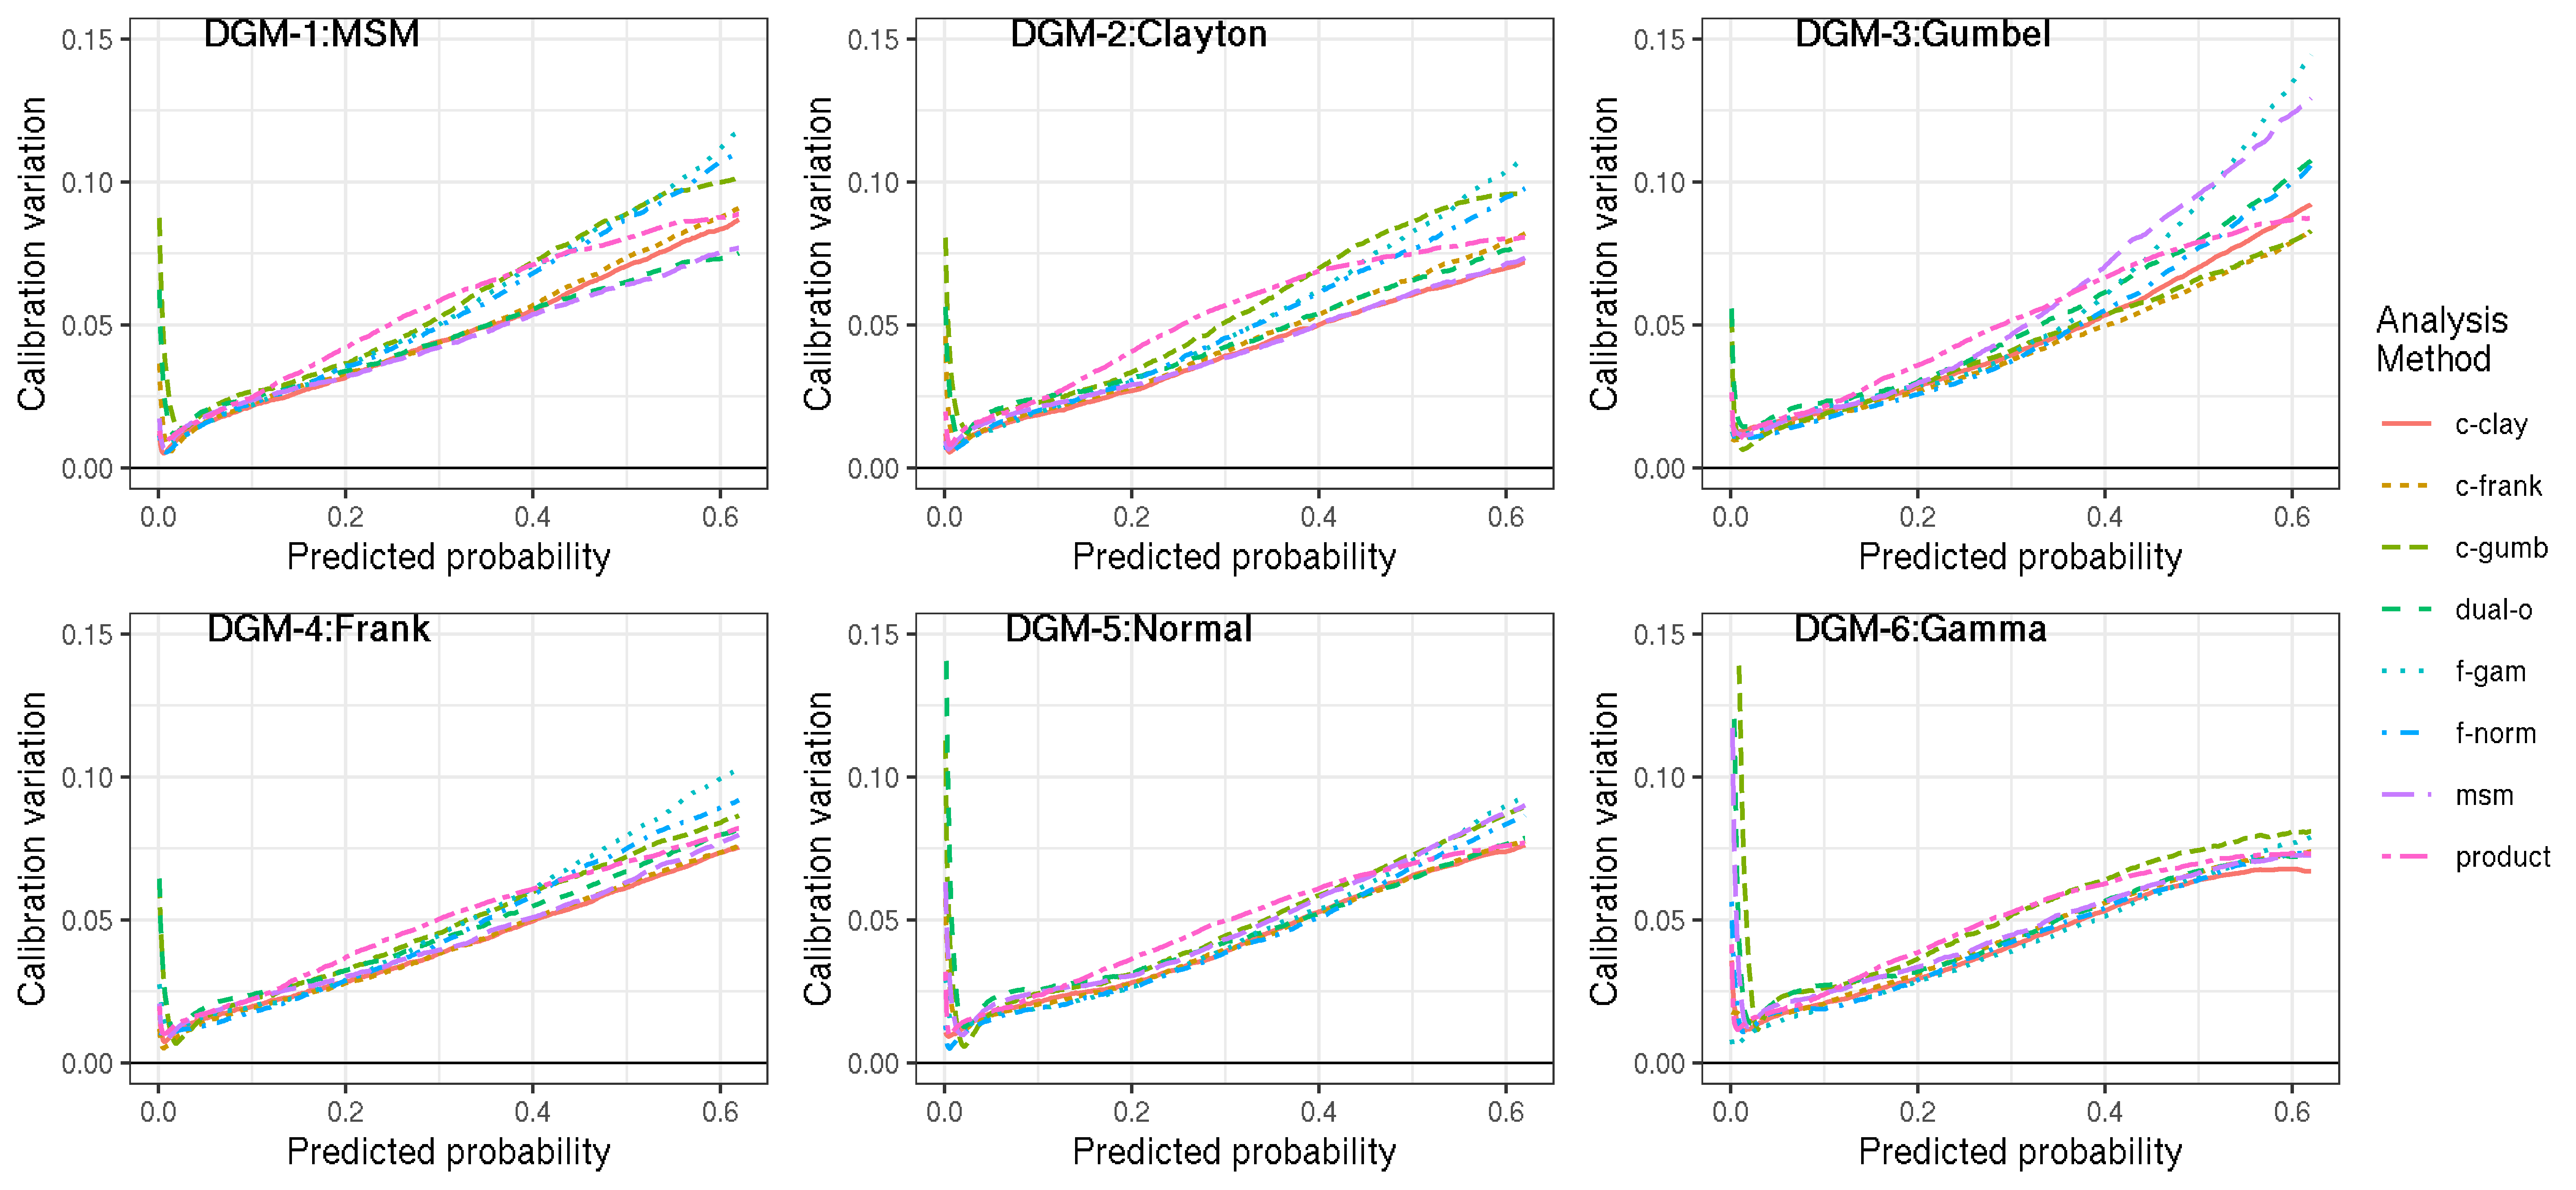 DGM-1:MSM
0.15
0.10
0.05
0.00
Calibration variation
0.0 0.2 0.4 0.6
Predicted probability
DGM-2:Clayton
0.15
0.10
0.05
0.00
Calibration variation
0.0 0.2 0.4 0.6
Predicted probability
DGM-3:Gumbel
0.15
0.10
0.05
0.00
Calibration variation
0.0 0.2 0.4 0.6
Predicted probability
DGM-4:Frank
0.15
0.10
0.05
0.00
Calibration variation
0.0 0.2 0.4 0.6
Predicted probability
DGM-5:Normal
0.15
0.10
0.05
0.00
Calibration variation
0.0 0.2 0.4 0.6
Predicted probability
DGM-6:Gamma
0.15
0.10
0.05
0.00
Calibration variation
0.0 0.2 0.4 0.6
Predicted probability
Analysis
Method
c-clay
c-frank
c-gumb
dual-o
f-gam
f-norm
msm
product